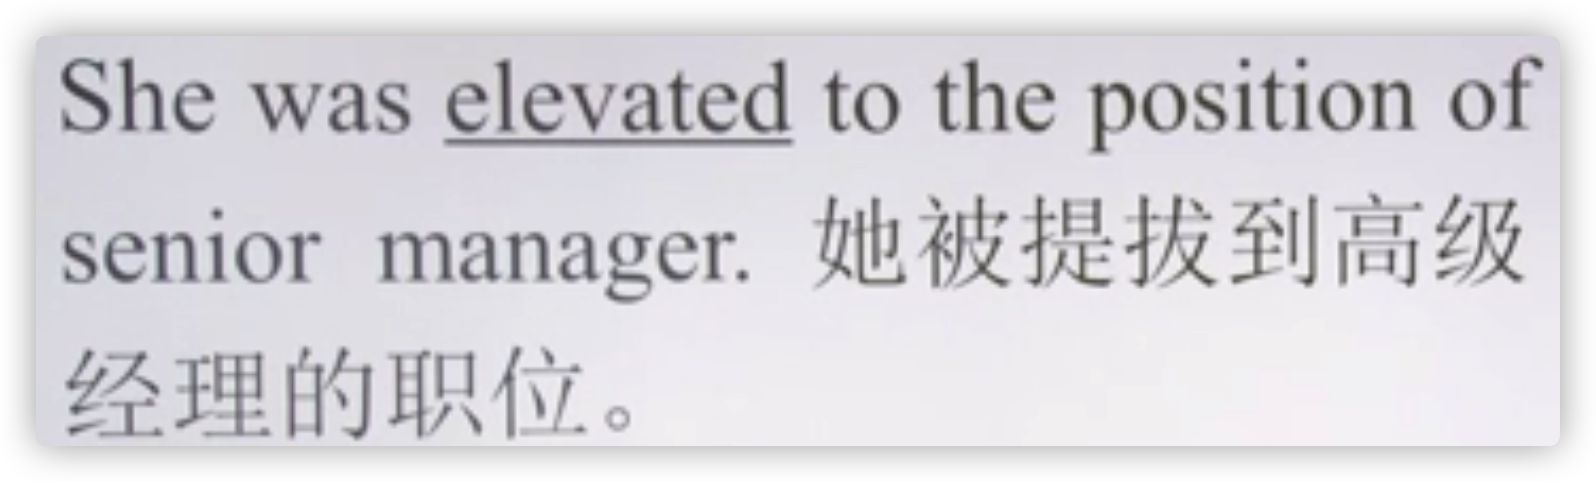 She was elevated to the position of
senior manager. 她被提拔到高级
经理的职位。